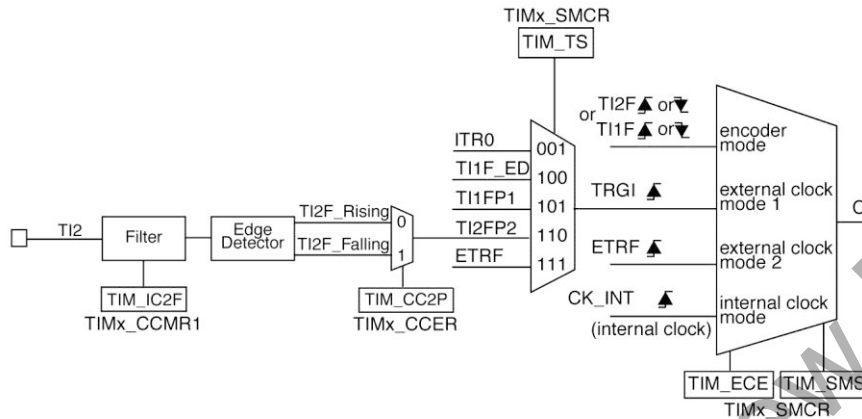 TIMx_SMCR
TIM_TS
TI2F or
or
TI1F or
encoder
mode
ITR0
001
TI1F_ED
100
TRGI
external clock
mode 1
TI1FP1
101
TI2F_Rising
0
TI2
Filter
Edge
Detector
TI2FP2
110
TI2F_Falling
1
ETRF
111
ETRF
external clock
mode 2
TIM_IC2F
TIMx_CCMR1
TIM_CC2P
TIMx_CCER
CK_INT
(internal clock)
internal clock
mode
TIM_ECE
TIM_SMS
TIMx_SMCR